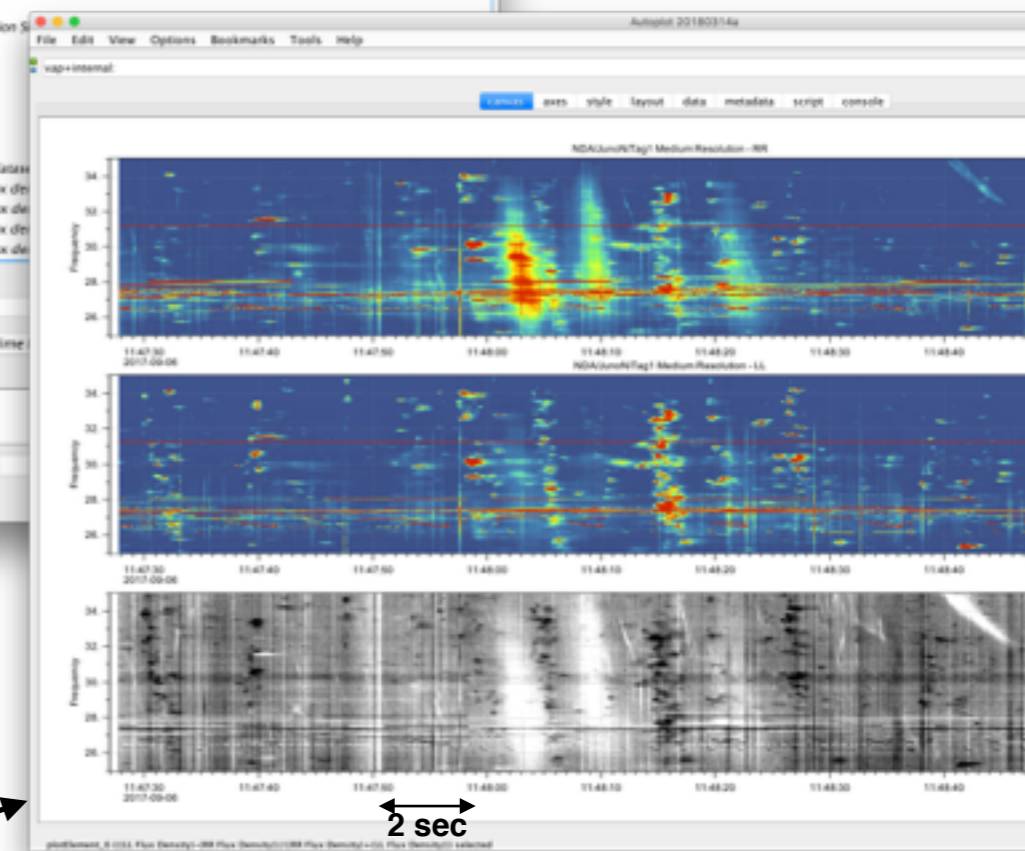 ion S
Autoplot 20180314a
File Edit View Options Bookmarks Tools Help
vap+internal:
canvas axes style layout data metadata script console
NDA/JunoN/Tag1 Medium Resolution - RR
34
32
30
28
26
Frequency
11:47:30 11:47:40 11:47:50 11:48:00 11:48:10 11:48:20 11:48:30 11:48:40
2017-09-06
NDA/JunoN/Tag1 Medium Resolution - LL
34
32
30
28
26
Frequency
11:47:30 11:47:40 11:47:50 11:48:00 11:48:10 11:48:20 11:48:30 11:48:40
2017-09-06
34
32
30
28
26
Frequency
11:47:30 11:47:40 11:47:50 11:48:00 11:48:10 11:48:20 11:48:30 11:48:40
2017-09-06
2 sec